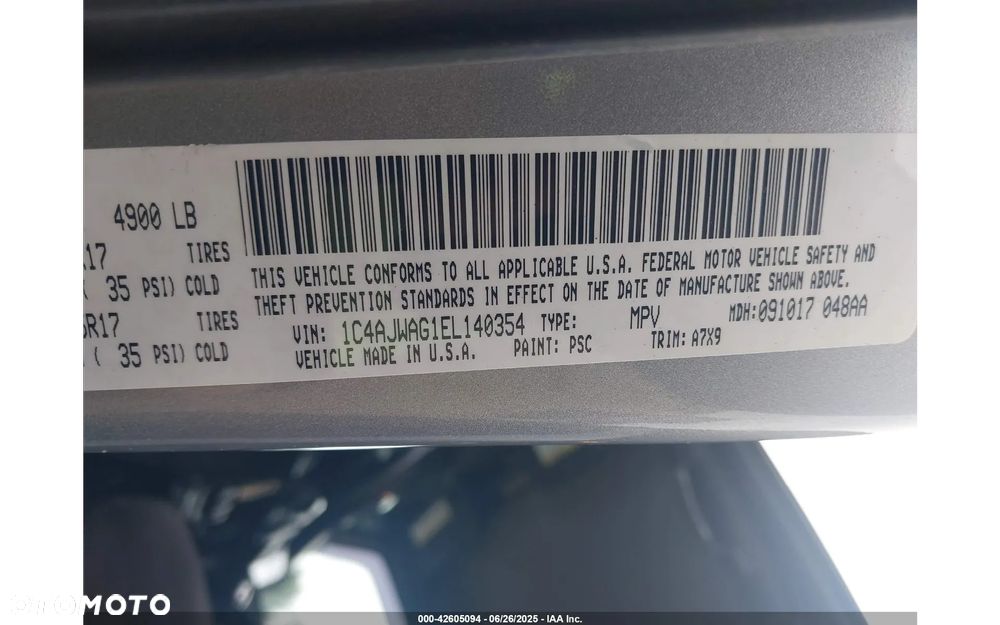 4900 LB
17 TIRES
35 PSI) COLD
R17 TIRES
( 35 PSI) COLD
THIS VEHICLE CONFORMS TO ALL APPLICABLE U.S.A. FEDERAL MOTOR VEHICLE SAFETY AND
THEFT PREVENTION STANDARDS IN EFFECT ON THE DATE OF MANUFACTURE SHOWN ABOVE.
VIN: 1C4AJWAG1EL140354 TYPE: MPV MDH:091017 048AA
VEHICLE MADE IN U.S.A. PAINT: PSC TRIM: A7X9
OTOMOTO
000-42605094 - 06/26/2025 - IAA Inc.